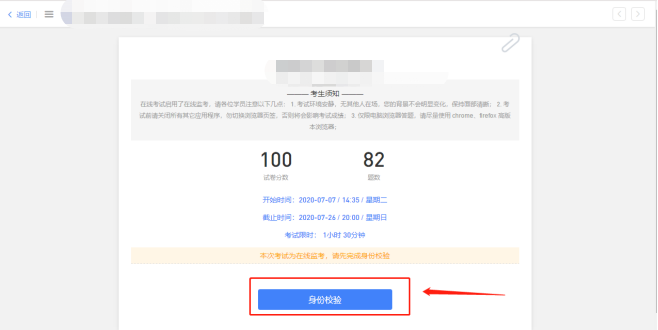 返回
考生须知
在线考试启用了在线监考，请各位学员注意以下几点： 1. 考试环境安静，无其他人在场，您的背景不会明显变化，保持面部清晰； 2. 考
试前请关闭所有其它应用程序，勿切换浏览器页签，否则将会影响考试成绩； 3. 仅限电脑浏览器答题，请尽量使用 chrome、firefox 高版
本浏览器；
100 82
试卷分数 题数
开始时间：2020-07-07 / 14:35 / 星期二
截止时间：2020-07-26 / 20:00 / 星期日
考试限时： 1小时 30分钟
本次考试为在线监考，请先完成身份检验
身份校验